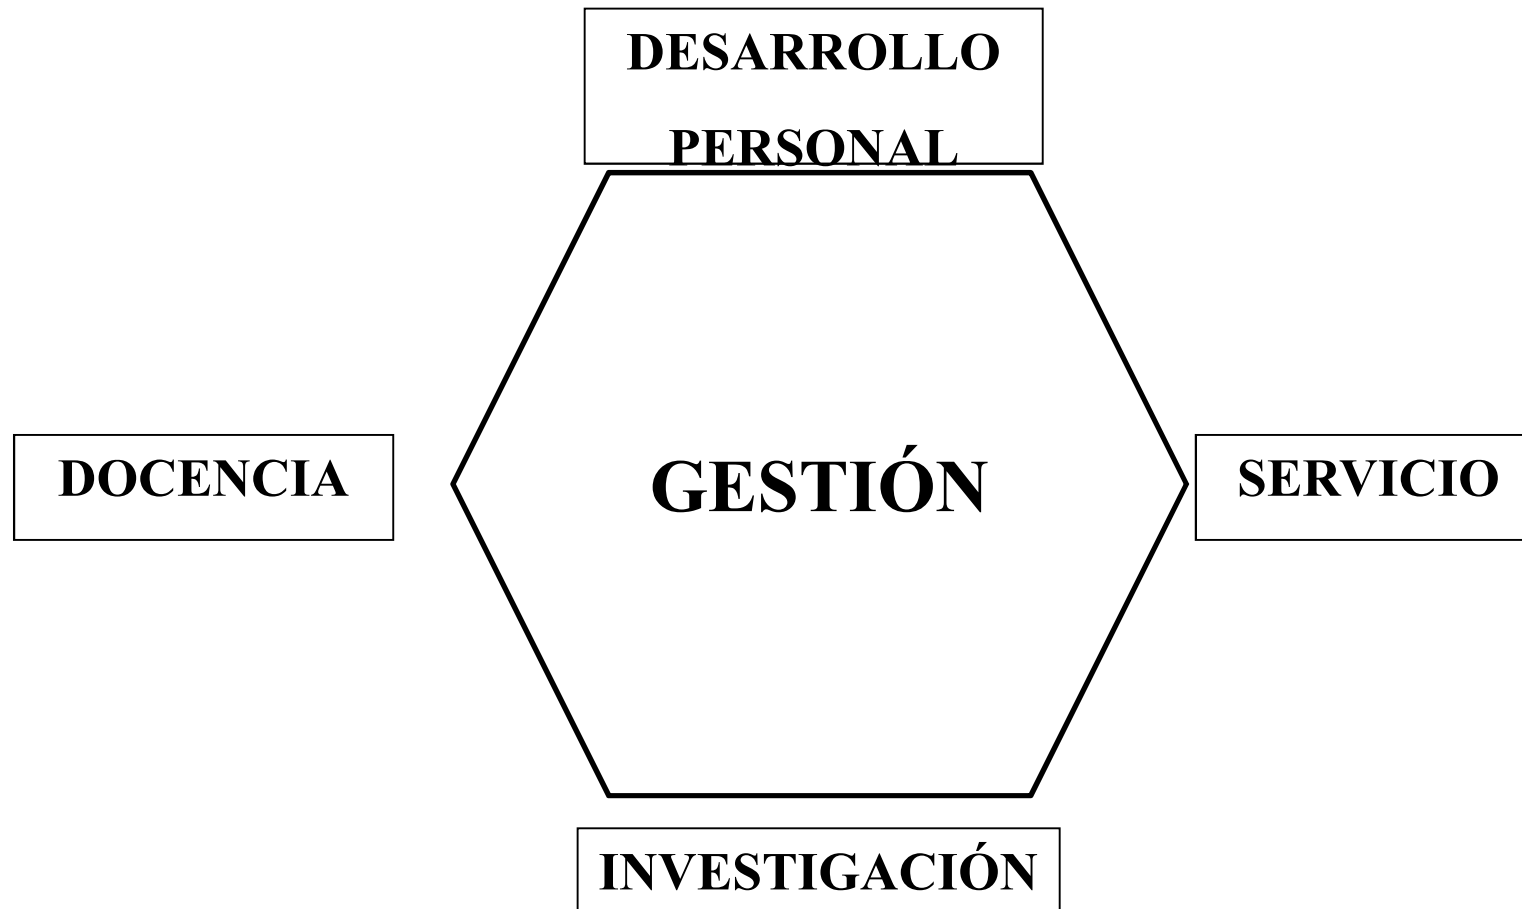 DESARROLLO
PERSONAL
DOCENCIA
GESTIÓN
SERVICIO
INVESTIGACIÓN